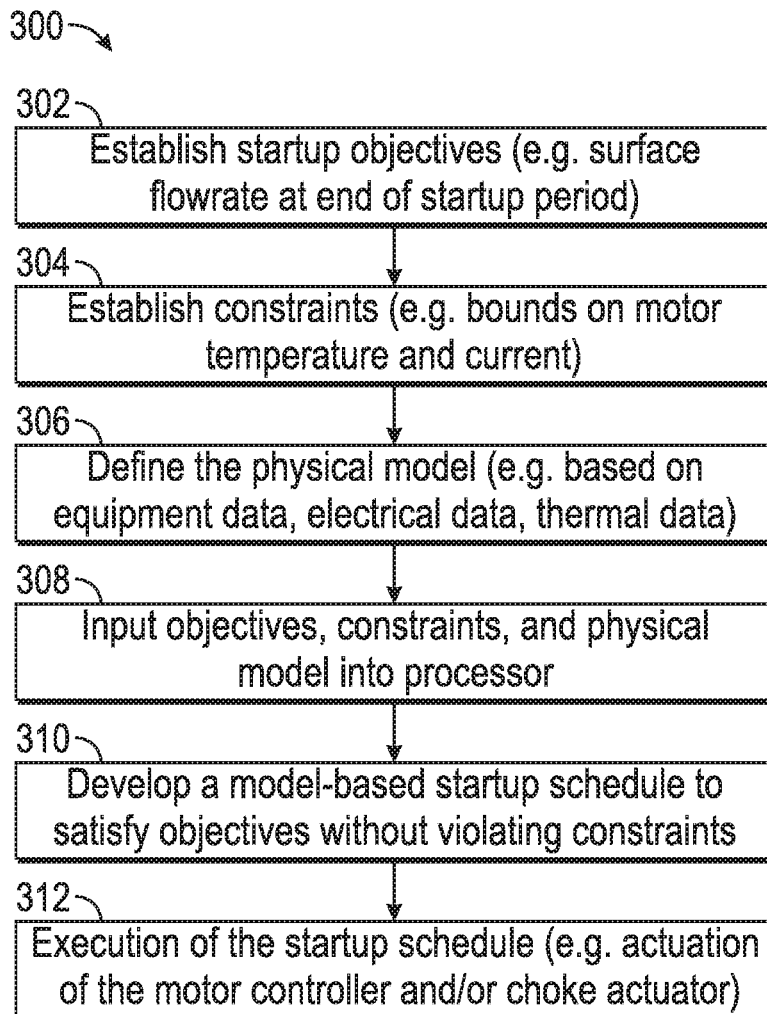 300
302
Establish startup objectives (e.g. surface
flowrate at end of startup period)
304
Establish constraints (e.g. bounds on motor
temperature and current)
306
Define the physical model (e.g. based on
equipment data, electrical data, thermal data)
308
Input objectives, constraints, and physical
model into processor
310
Develop a model-based startup schedule to
satisfy objectives without violating constraints
312
Execution of the startup schedule (e.g. actuation
of the motor controller and/or choke actuator)